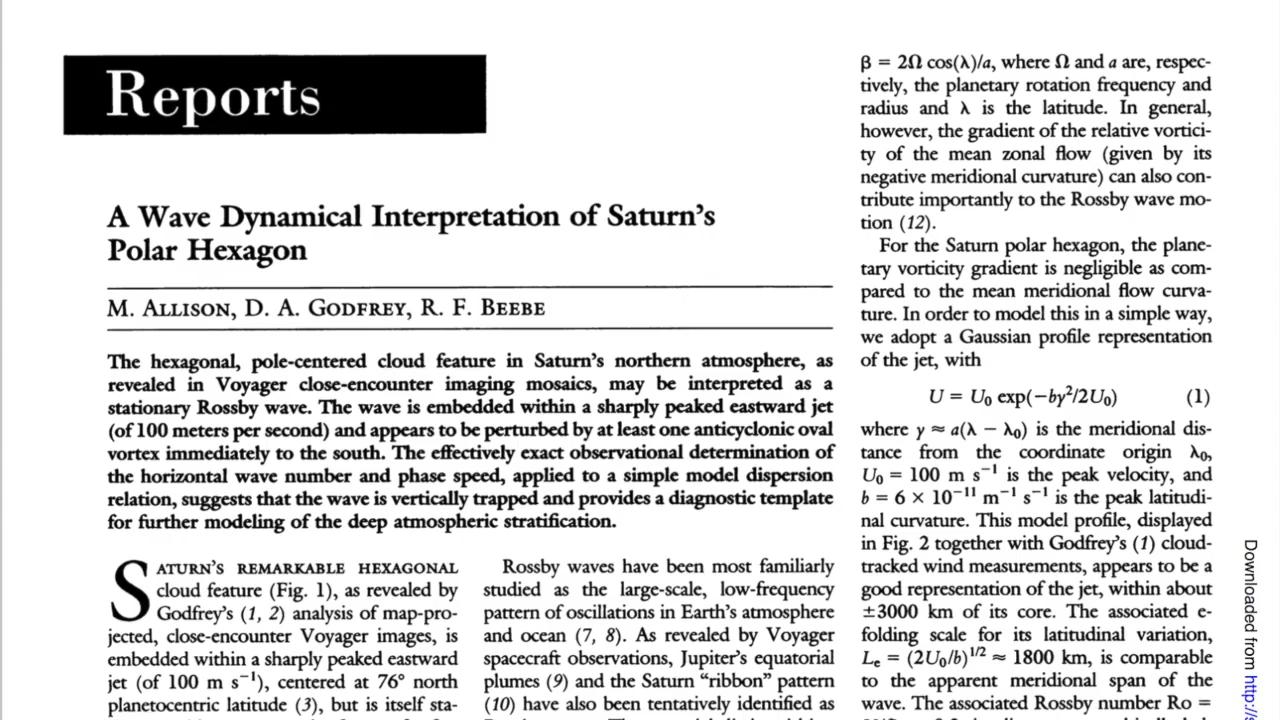 Reports
A Wave Dynamical Interpretation of Saturn's
Polar Hexagon
M. ALLISON, D. A. GODFREY, R. F. BEEBE
The hexagonal, pole-centered cloud feature in Saturn's northern atmosphere, as
revealed in Voyager close-encounter imaging mosaics, may be interpreted as a
stationary Rossby wave. The wave is embedded within a sharply peaked eastward jet
(of 100 meters per second) and appears to be perturbed by at least one anticyclonic oval
vortex immediately to the south. The effectively exact observational determination of
the horizontal wave number and phase speed, applied to a simple model dispersion
relation, suggests that the wave is vertically trapped and provides a diagnostic template
for further modeling of the deep atmospheric stratification.
SATURN'S REMARKABLE HEXAGONAL
cloud feature (Fig. 1), as revealed by
Godfrey's (1, 2) analysis of map-pro-
jected, close-encounter Voyager images, is
embedded within a sharply peaked eastward
jet (of 100 m s⁻¹), centered at 76° north
planetocentric latitude (3), but is itself sta-
Rossby waves have been most familiarly
studied as the large-scale, low-frequency
pattern of oscillations in Earth's atmosphere
and ocean (7, 8). As revealed by Voyager
spacecraft observations, Jupiter's equatorial
plumes (9) and the Saturn "ribbon" pattern
(10) have also been tentatively identified as
β = 2Ω cos(λ)/a, where Ω and a are, respec-
tively, the planetary rotation frequency and
radius and λ is the latitude. In general,
however, the gradient of the relative vortici-
ty of the mean zonal flow (given by its
negative meridional curvature) can also con-
tribute importantly to the Rossby wave mo-
tion (12).
For the Saturn polar hexagon, the plane-
tary vorticity gradient is negligible as com-
pared to the mean meridional flow curva-
ture. In order to model this in a simple way,
we adopt a Gaussian profile representation
of the jet, with
U = U₀ exp(−by²/2U₀) (1)
where y ≈ a(λ − λ₀) is the meridional dis-
tance from the coordinate origin λ₀,
U₀ = 100 m s⁻¹ is the peak velocity, and
b = 6 × 10⁻¹¹ m⁻¹ s⁻¹ is the peak latitudi-
nal curvature. This model profile, displayed
in Fig. 2 together with Godfrey's (1) cloud-
tracked wind measurements, appears to be a
good representation of the jet, within about
±3000 km of its core. The associated e-
folding scale for its latitudinal variation,
Lₑ = (2U₀/b)¹/² ≈ 1800 km, is comparable
to the apparent meridional span of the
wave. The associated Rossby number Ro =
Downloaded from http://s